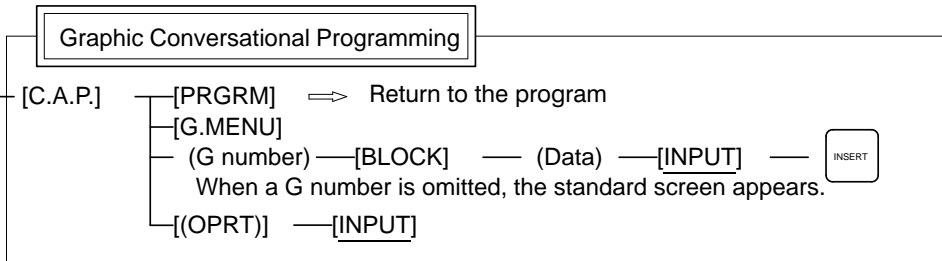 Graphic Conversational Programming
[C.A.P.] [PRGRM] Return to the program
[G.MENU]
(G number) [BLOCK] (Data) [INPUT] INSERT
When a G number is omitted, the standard screen appears.
[(OPRT)] [INPUT]